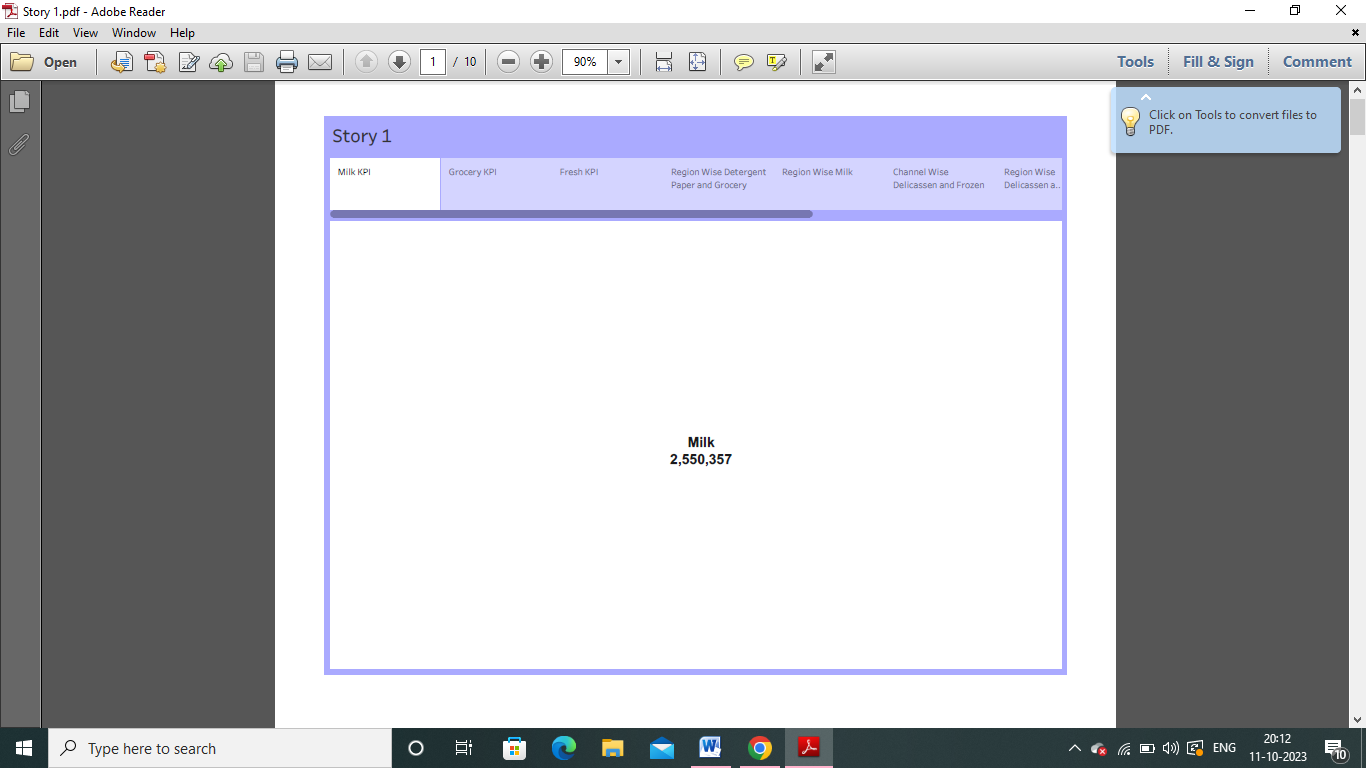 Story 1.pdf - Adobe Reader
File Edit View Window Help
Open 1 / 10 90% Tools Fill & Sign Comment
Click on Tools to convert files to
PDF.
Story 1
Milk KPI Grocery KPI Fresh KPI Region Wise Detergent Region Wise Milk Channel Wise Region Wise
Paper and Grocery Delicassen and Frozen Delicassen a..
Milk
2,550,357
Type here to search
ENG 20:12
11-10-2023 10